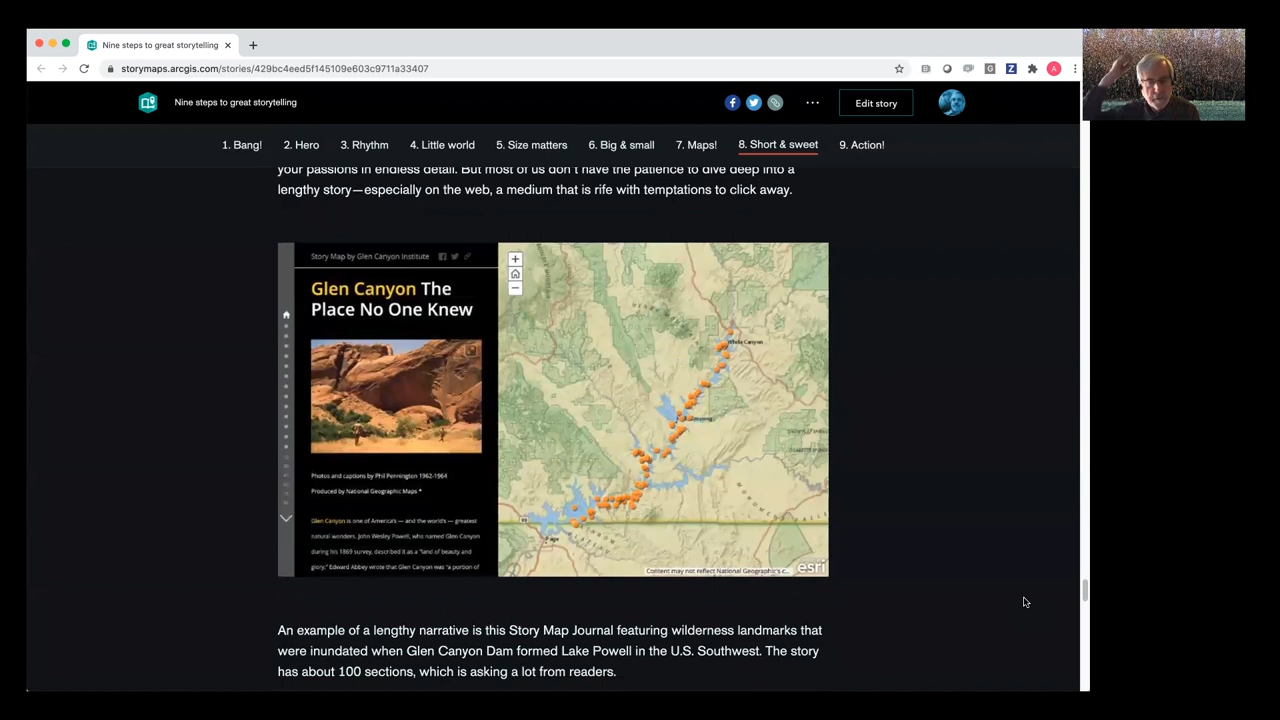 Nine steps to great storytelling
storymaps.arcgis.com/stories/429bc4eed5f145109e603c9711a33407
A
Nine steps to great storytelling
Edit story
1. Bang!
2. Hero
3. Rhythm
4. Little world
5. Size matters
6. Big & small
7. Maps!
8. Short & sweet
9. Action!
your passions in endless detail. But most of us don't have the patience to dive deep into a
lengthy story—especially on the web, a medium that is rife with temptations to click away.
Story Map by Glen Canyon Institute
Glen Canyon The
Place No One Knew
Photos and captions by Phil Pennington 1962-1964
Produced by National Geographic Maps *
Glen Canyon is one of America's — and the world's — greatest
natural wonders. John Wesley Powell, who named Glen Canyon
during his 1869 survey, described it as a "land of beauty and
glory." Edward Abbey wrote that Glen Canyon was "a portion of
White Canyon
Page
Content may not reflect National Geographic's c...
esri
An example of a lengthy narrative is this Story Map Journal featuring wilderness landmarks that
were inundated when Glen Canyon Dam formed Lake Powell in the U.S. Southwest. The story
has about 100 sections, which is asking a lot from readers.